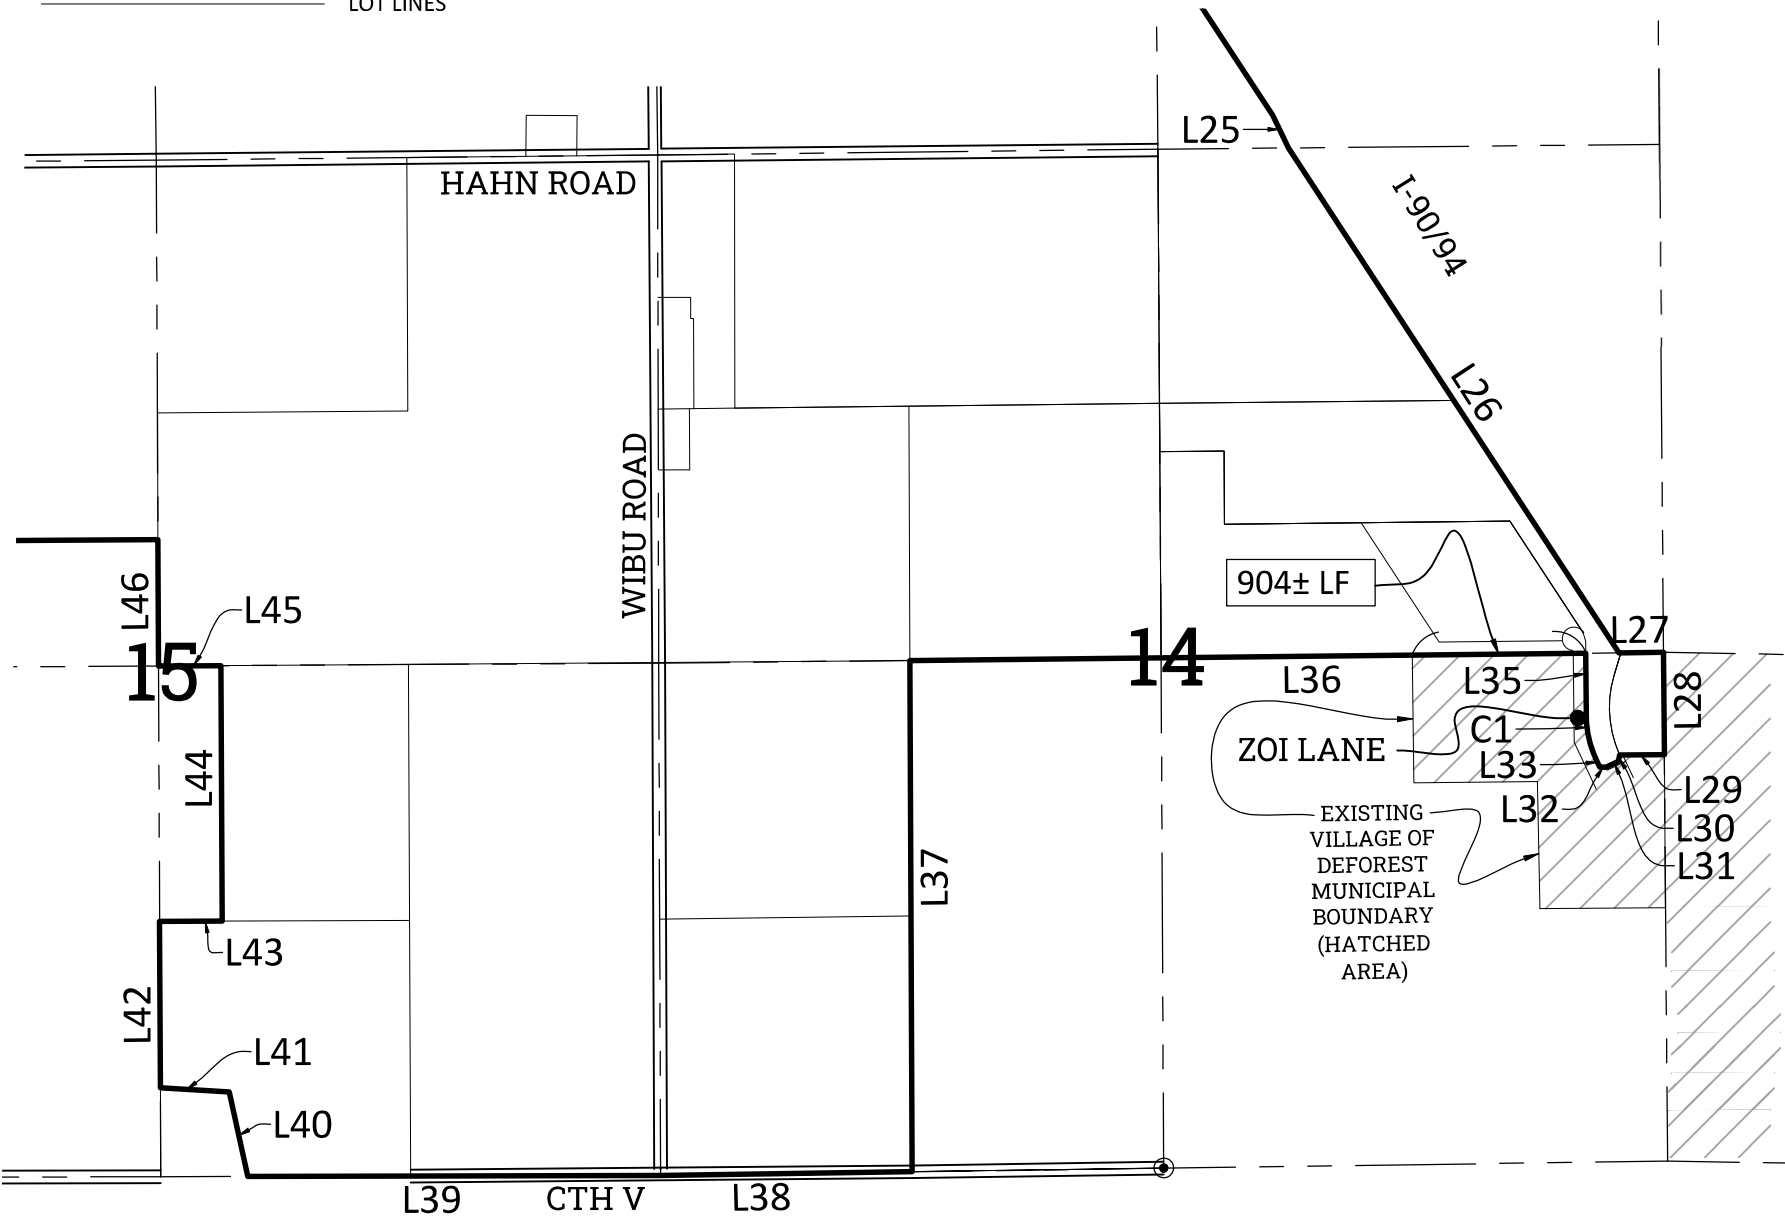 LOT LINES
L25
HAHN ROAD
I-90/94
L26
WIBU ROAD
904± LF
L46
L45
L27
15
14
L36
L35
L28
C1
ZOI LANE
L33
L44
L29
L32
EXISTING
VILLAGE OF
DEFOREST
MUNICIPAL
BOUNDARY
(HATCHED
AREA)
L30
L31
L37
L43
L42
L41
L40
L39
CTH V
L38